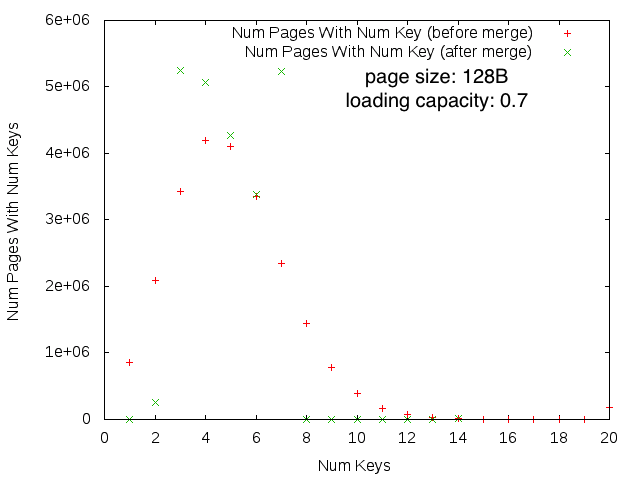 6e+06
Num Pages With Num Key (before merge)
Num Pages With Num Key (after merge)
page size: 128B
loading capacity: 0.7
5e+06
4e+06
3e+06
2e+06
1e+06
0
Num Pages With Num Keys
0 2 4 6 8 10 12 14 16 18 20
Num Keys